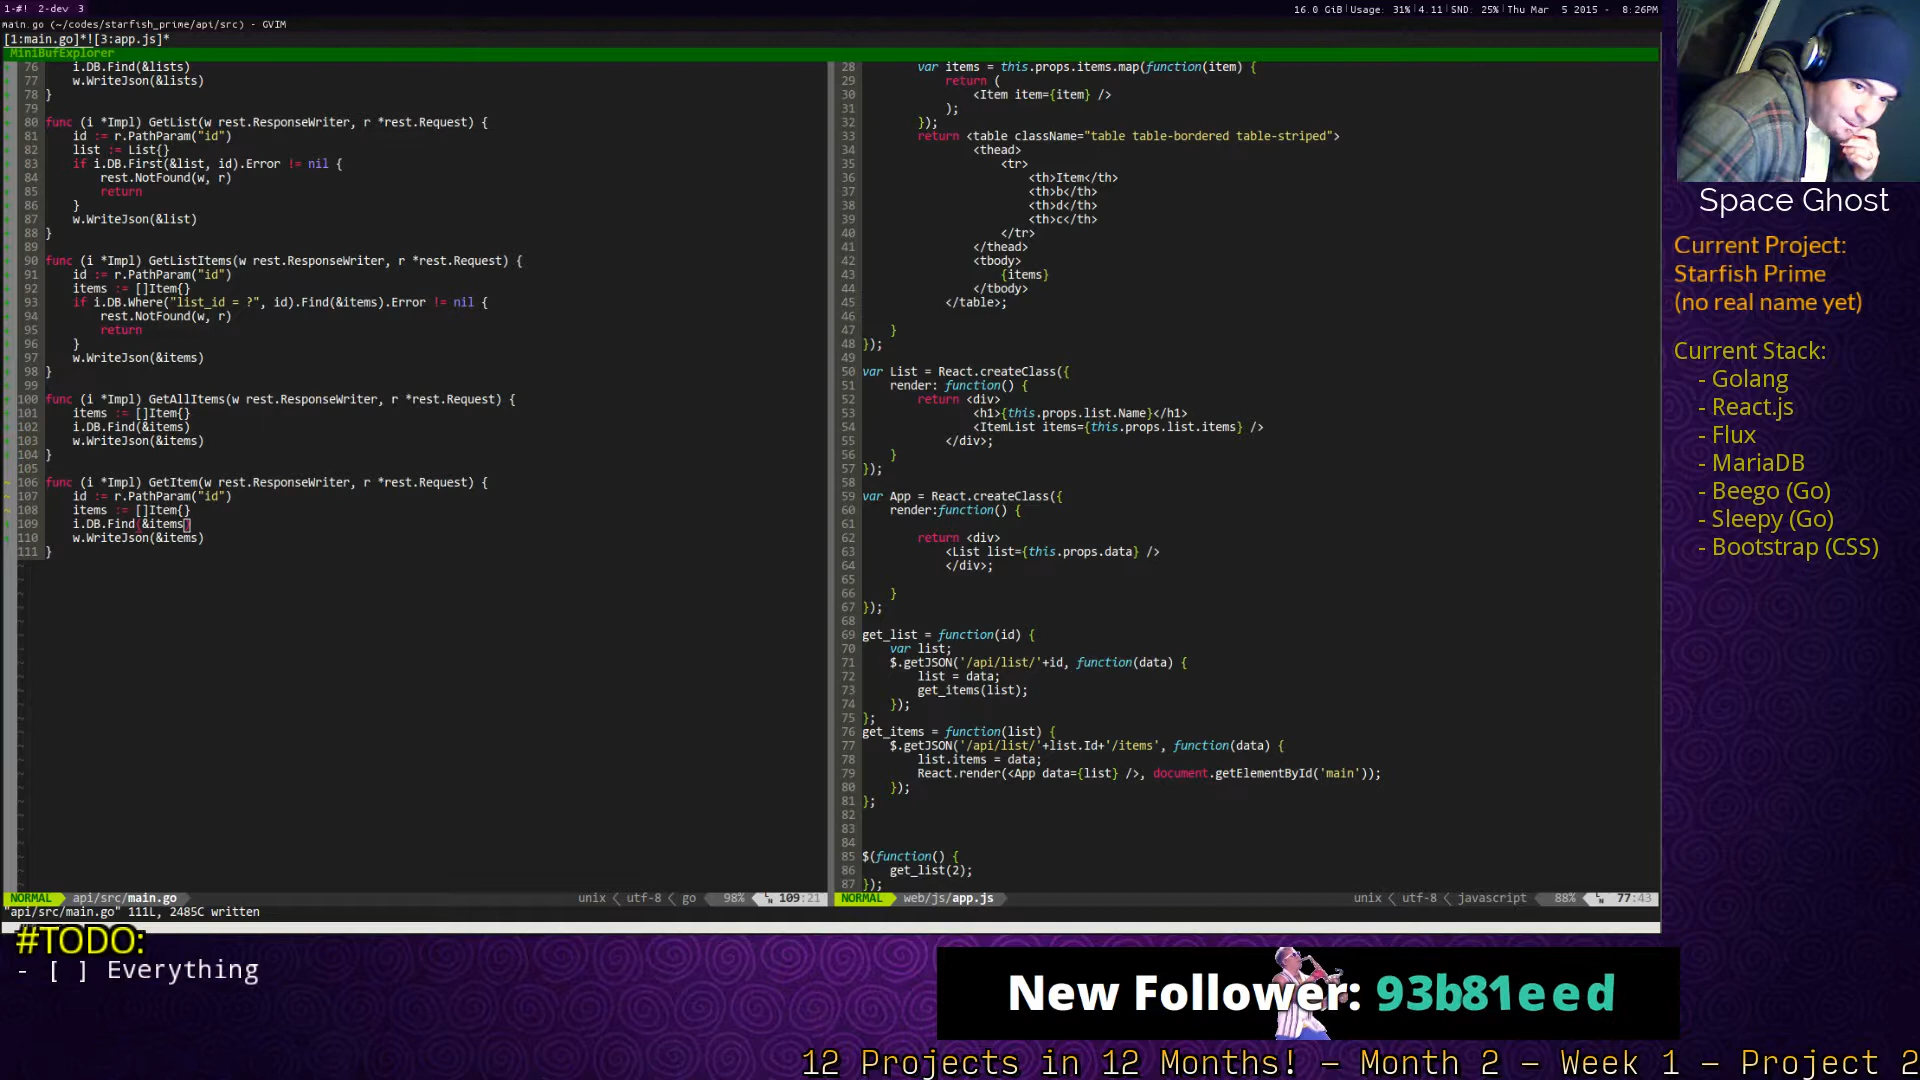 1-#! 2-dev 3
16.0 GiB|Usage: 31%|4.11|SND: 25%|Thu Mar  5 2015 -  8:26PM
main.go (~/codes/starfish_prime/api/src) - GVIM
[1:main.go]*![3:app.js]*
MiniBufExplorer
76     i.DB.Find(&lists)
77     w.WriteJson(&lists)
78 }
79
80 func (i *Impl) GetList(w rest.ResponseWriter, r *rest.Request) {
81     id := r.PathParam("id")
82     list := List{}
83     if i.DB.First(&list, id).Error != nil {
84         rest.NotFound(w, r)
85         return
86     }
87     w.WriteJson(&list)
88 }
89
90 func (i *Impl) GetListItems(w rest.ResponseWriter, r *rest.Request) {
91     id := r.PathParam("id")
92     items := []Item{}
93     if i.DB.Where("list_id = ?", id).Find(&items).Error != nil {
94         rest.NotFound(w, r)
95         return
96     }
97     w.WriteJson(&items)
98 }
99
100 func (i *Impl) GetAllItems(w rest.ResponseWriter, r *rest.Request) {
101     items := []Item{}
102     i.DB.Find(&items)
103     w.WriteJson(&items)
104 }
105
106 func (i *Impl) GetItem(w rest.ResponseWriter, r *rest.Request) {
107     id := r.PathParam("id")
108     items := []Item{}
109     i.DB.Find(&items)
110     w.WriteJson(&items)
111 }
NORMAL api/src/main.go unix < utf-8 < go 98% LN 109:21
"api/src/main.go" 111L, 2485C written
28         var items = this.props.items.map(function(item) {
29             return (
30                 <Item item={item} />
31             );
32         });
33         return <table className="table table-bordered table-striped">
34                 <thead>
35                     <tr>
36                         <th>Item</th>
37                         <th>b</th>
38                         <th>d</th>
39                         <th>c</th>
40                     </tr>
41                 </thead>
42                 <tbody>
43                     {items}
44                 </tbody>
45             </table>;
46
47     }
48 });
49
50 var List = React.createClass({
51     render: function() {
52         return <div>
53                 <h1>{this.props.list.Name}</h1>
54                 <ItemList items={this.props.list.items} />
55             </div>;
56     }
57 });
58
59 var App = React.createClass({
60     render:function() {
61
62         return <div>
63             <List list={this.props.data} />
64             </div>;
65
66     }
67 });
68
69 get_list = function(id) {
70     var list;
71     $.getJSON('/api/list/'+id, function(data) {
72         list = data;
73         get_items(list);
74     });
75 };
76 get_items = function(list) {
77     $.getJSON('/api/list/'+list.Id+'/items', function(data) {
78         list.items = data;
79         React.render(<App data={list} />, document.getElementById('main'));
80     });
81 };
82
83
84
85 $(function() {
86     get_list(2);
87 });
NORMAL web/js/app.js unix < utf-8 < javascript 88% LN 77:43
Space Ghost
Current Project:
Starfish Prime
(no real name yet)
Current Stack:
- Golang
- React.js
- Flux
- MariaDB
- Beego (Go)
- Sleepy (Go)
- Bootstrap (CSS)
#TODO:
- [ ] Everything
New Follower: 93b81eed
12 Projects in 12 Months! – Month 2 – Week 1 – Project 2